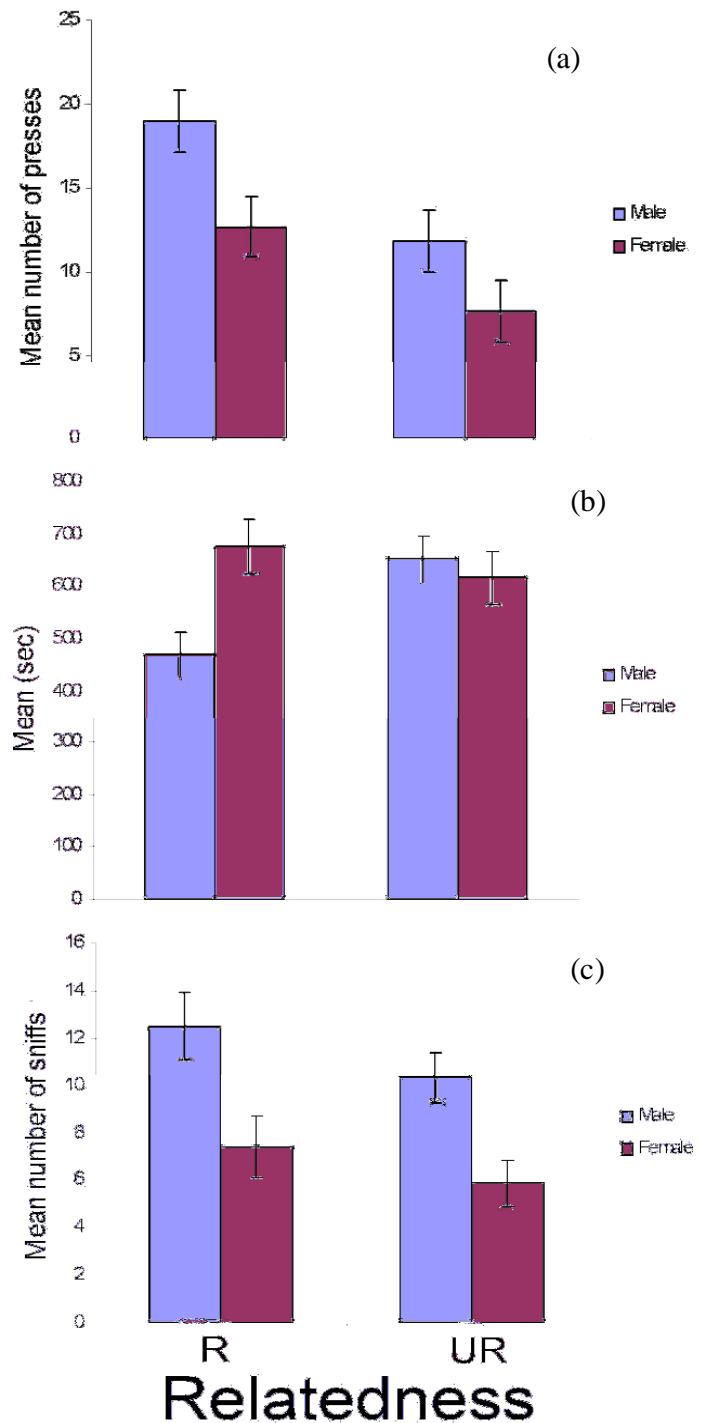 (a)
Mean number of presses
25
20
15
10
5
0
Male
Female
(b)
Mean (sec)
800
700
600
500
400
300
200
100
0
Male
Female
(c)
Mean number of sniffs
16
14
12
10
8
6
4
2
0
Male
Female
R UR
Relatedness